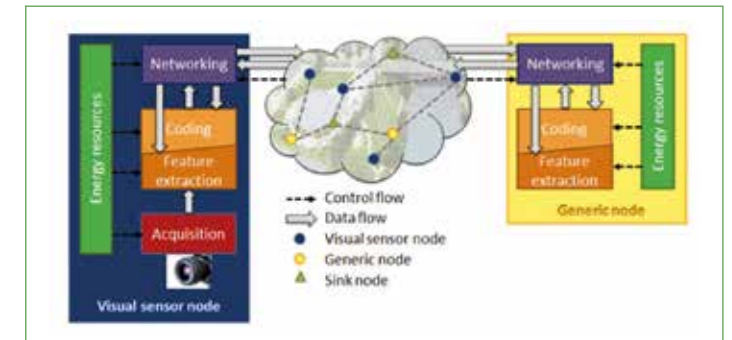 Energy resources
Networking
Coding
Feature
extraction
Acquisition
Visual sensor node
Control flow
Data flow
Visual sensor node
Generic node
Sink node
Networking
Coding
Feature
extraction
Energy resources
Generic node